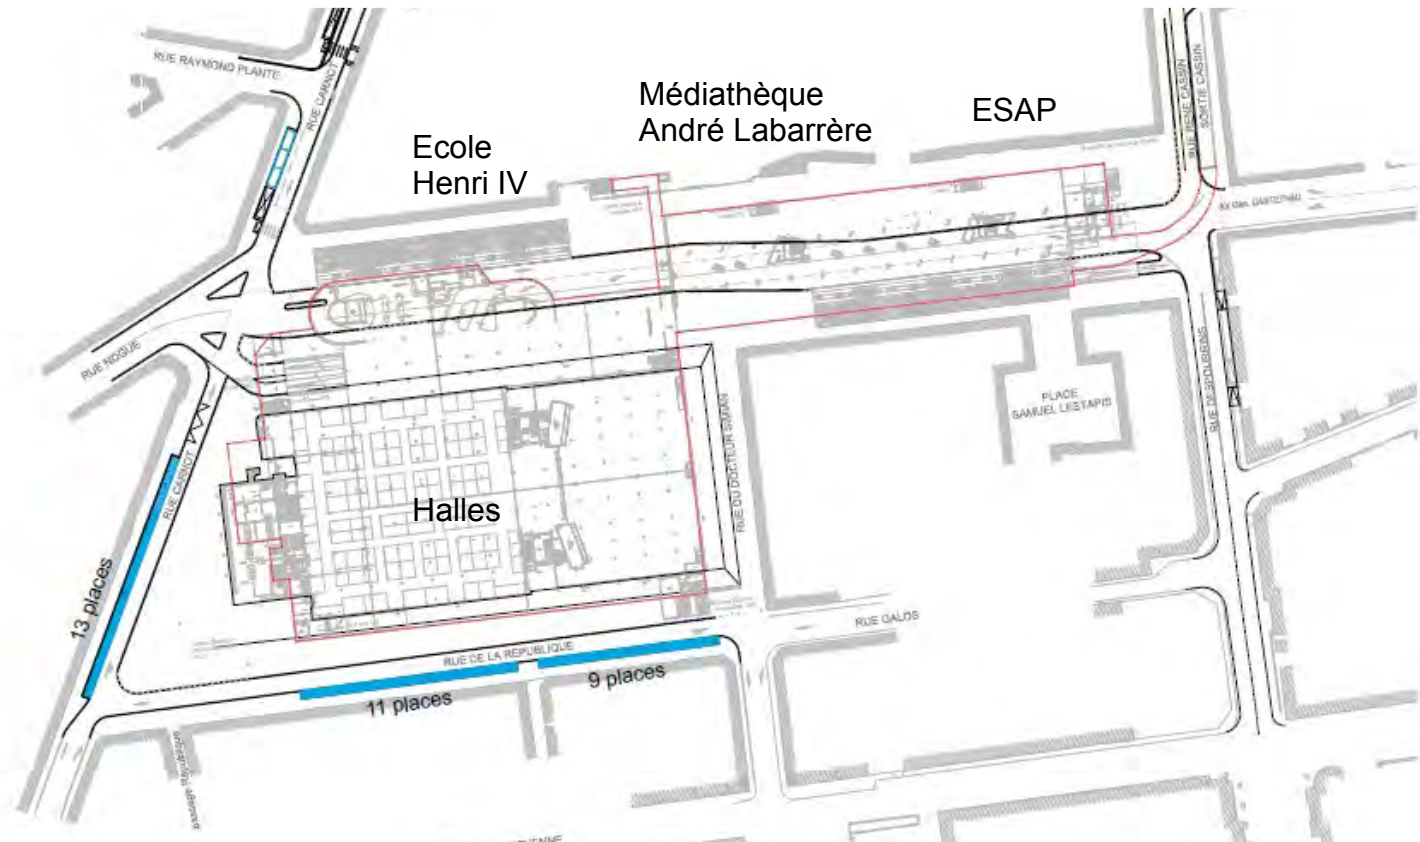 RUE RAYMOND PLANTE
RUE CARNOT
Médiathèque
André Labarrère
ESAP
RUE RENE CASSIN
SORTIE CASSIN
Ecole
Henri IV
RUE NOGUE
PLACE
SAMUEL LESTAPIS
RUE CARNOT
RUE DU DOCTEUR SIMIAN
Halles
13 places
RUE GALOS
RUE DE LA REPUBLIQUE
9 places
11 places